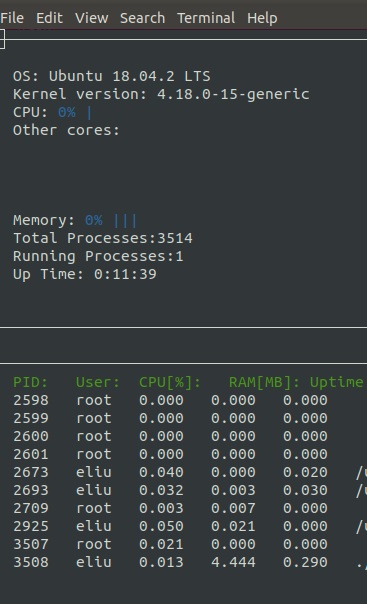 File Edit View Search Terminal Help
OS: Ubuntu 18.04.2 LTS
Kernel version: 4.18.0-15-generic
CPU: 0% |
Other cores:
Memory: 0% |||
Total Processes:3514
Running Processes:1
Up Time: 0:11:39
PID: User: CPU[%]: RAM[MB]: Uptime
2598 root 0.000 0.000 0.000
2599 root 0.000 0.000 0.000
2600 root 0.000 0.000 0.000
2601 root 0.000 0.000 0.000
2673 eliu 0.040 0.000 0.020 /u
2693 eliu 0.032 0.003 0.030 /u
2709 root 0.003 0.007 0.000
2925 eliu 0.050 0.021 0.000 /u
3507 root 0.021 0.000 0.000
3508 eliu 0.013 4.444 0.290 ./